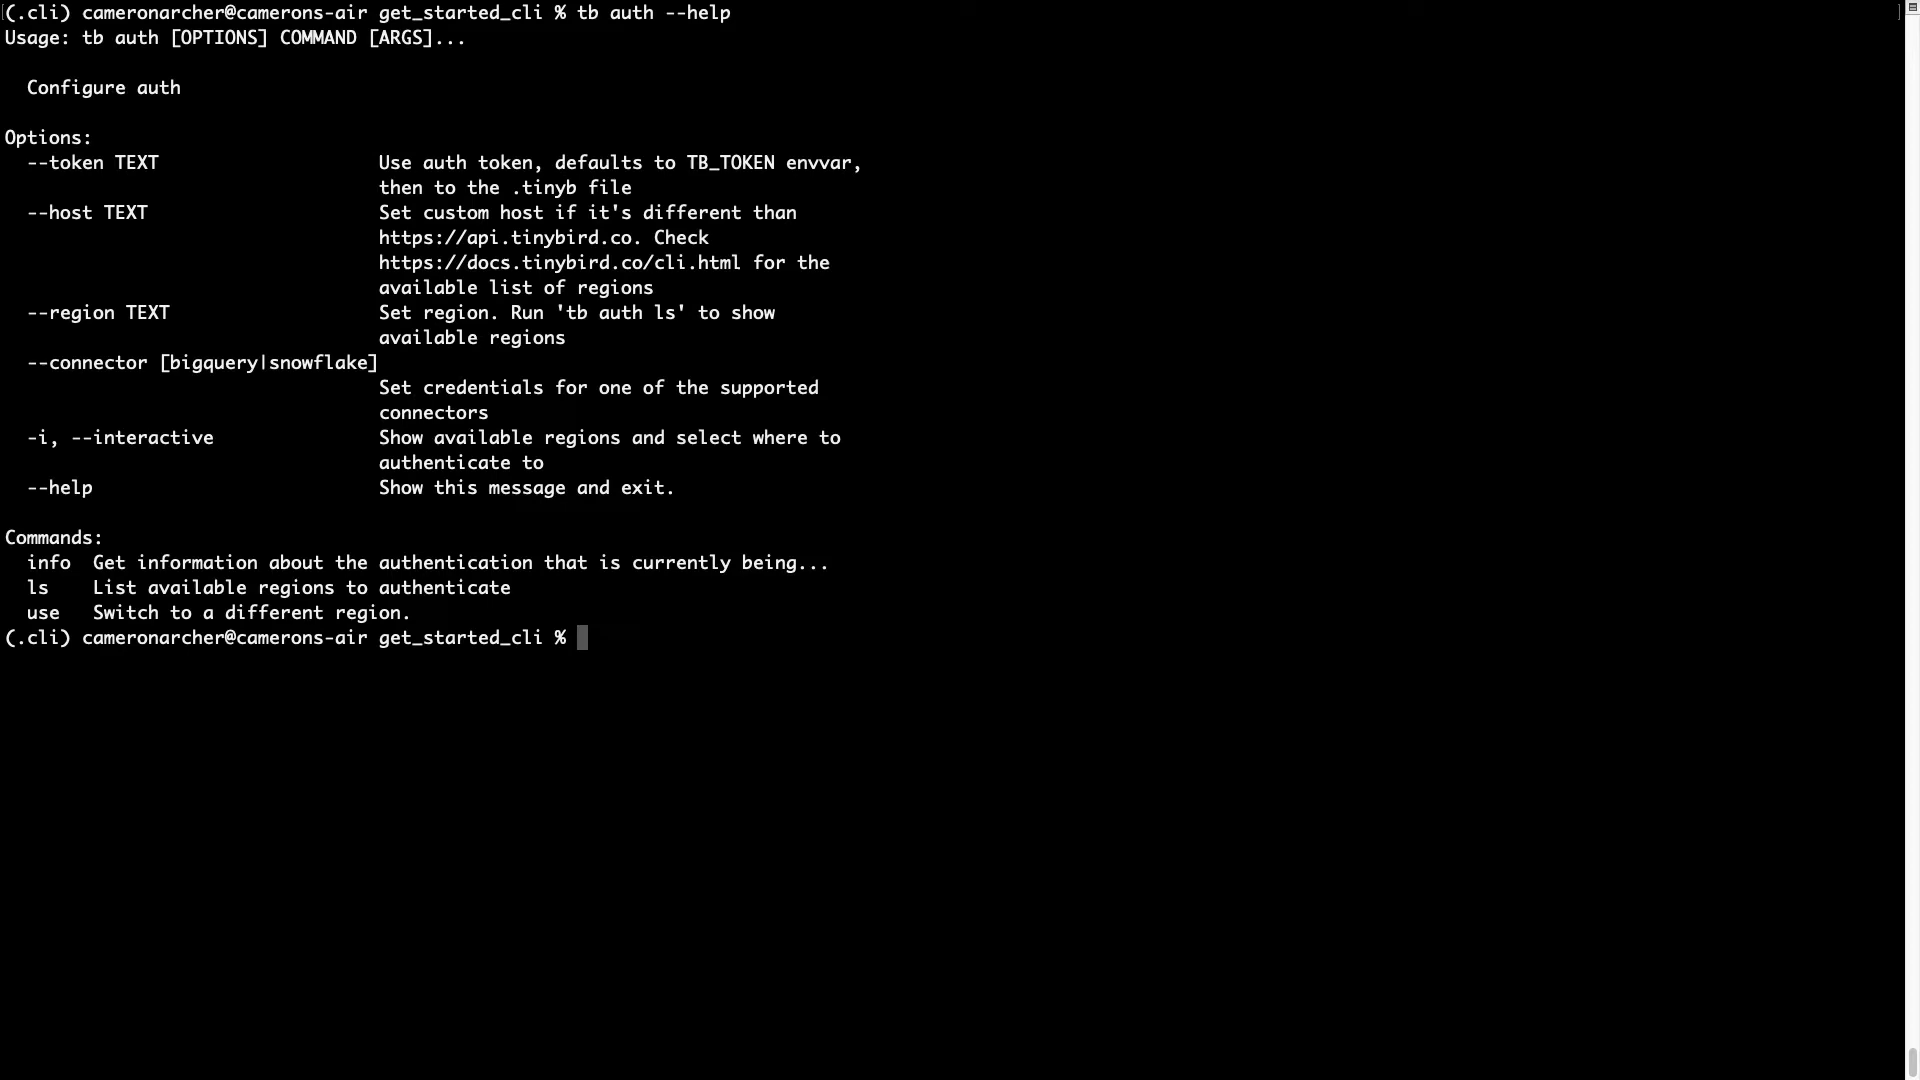 (.cli) cameronarcher@camerons-air get_started_cli % tb auth --help
Usage: tb auth [OPTIONS] COMMAND [ARGS]...
Configure auth
Options:
--token TEXT Use auth token, defaults to TB_TOKEN envvar,
then to the .tinyb file
--host TEXT Set custom host if it's different than
https://api.tinybird.co. Check
https://docs.tinybird.co/cli.html for the
available list of regions
--region TEXT Set region. Run 'tb auth ls' to show
available regions
--connector [bigquery|snowflake]
Set credentials for one of the supported
connectors
-i, --interactive Show available regions and select where to
authenticate to
--help Show this message and exit.
Commands:
info Get information about the authentication that is currently being...
ls List available regions to authenticate
use Switch to a different region.
(.cli) cameronarcher@camerons-air get_started_cli %